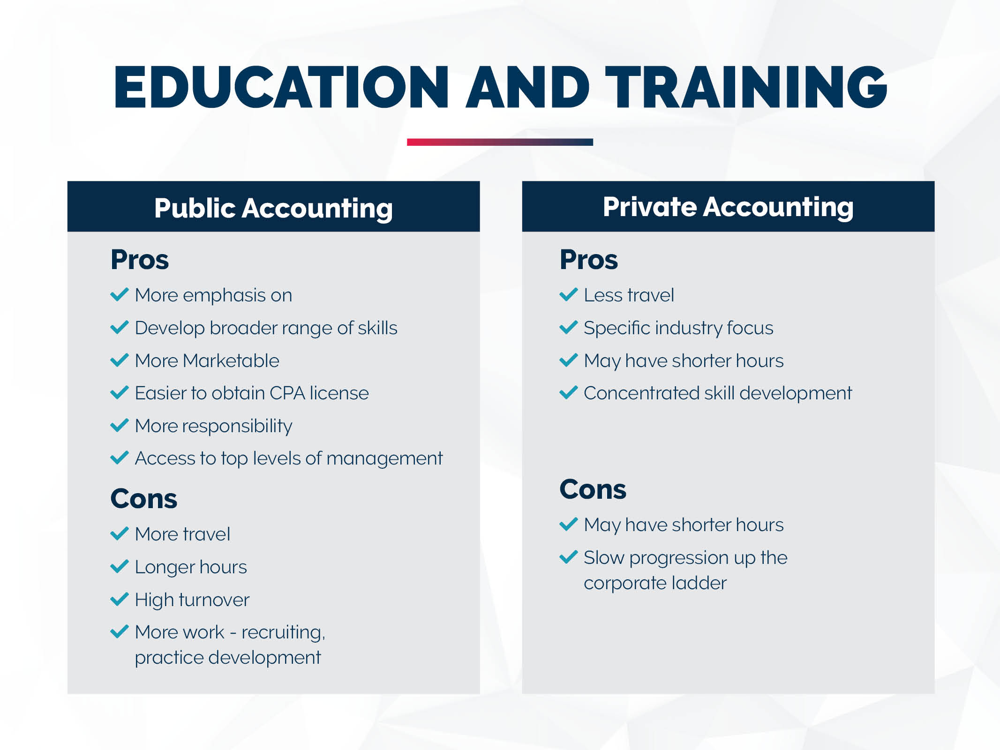 EDUCATION AND TRAINING
Public Accounting
Pros
More emphasis on
Develop broader range of skills
More Marketable
Easier to obtain CPA license
More responsibility
Access to top levels of management
Cons
More travel
Longer hours
High turnover
More work - recruiting,
practice development
Private Accounting
Pros
Less travel
Specific industry focus
May have shorter hours
Concentrated skill development
Cons
May have shorter hours
Slow progression up the
corporate ladder